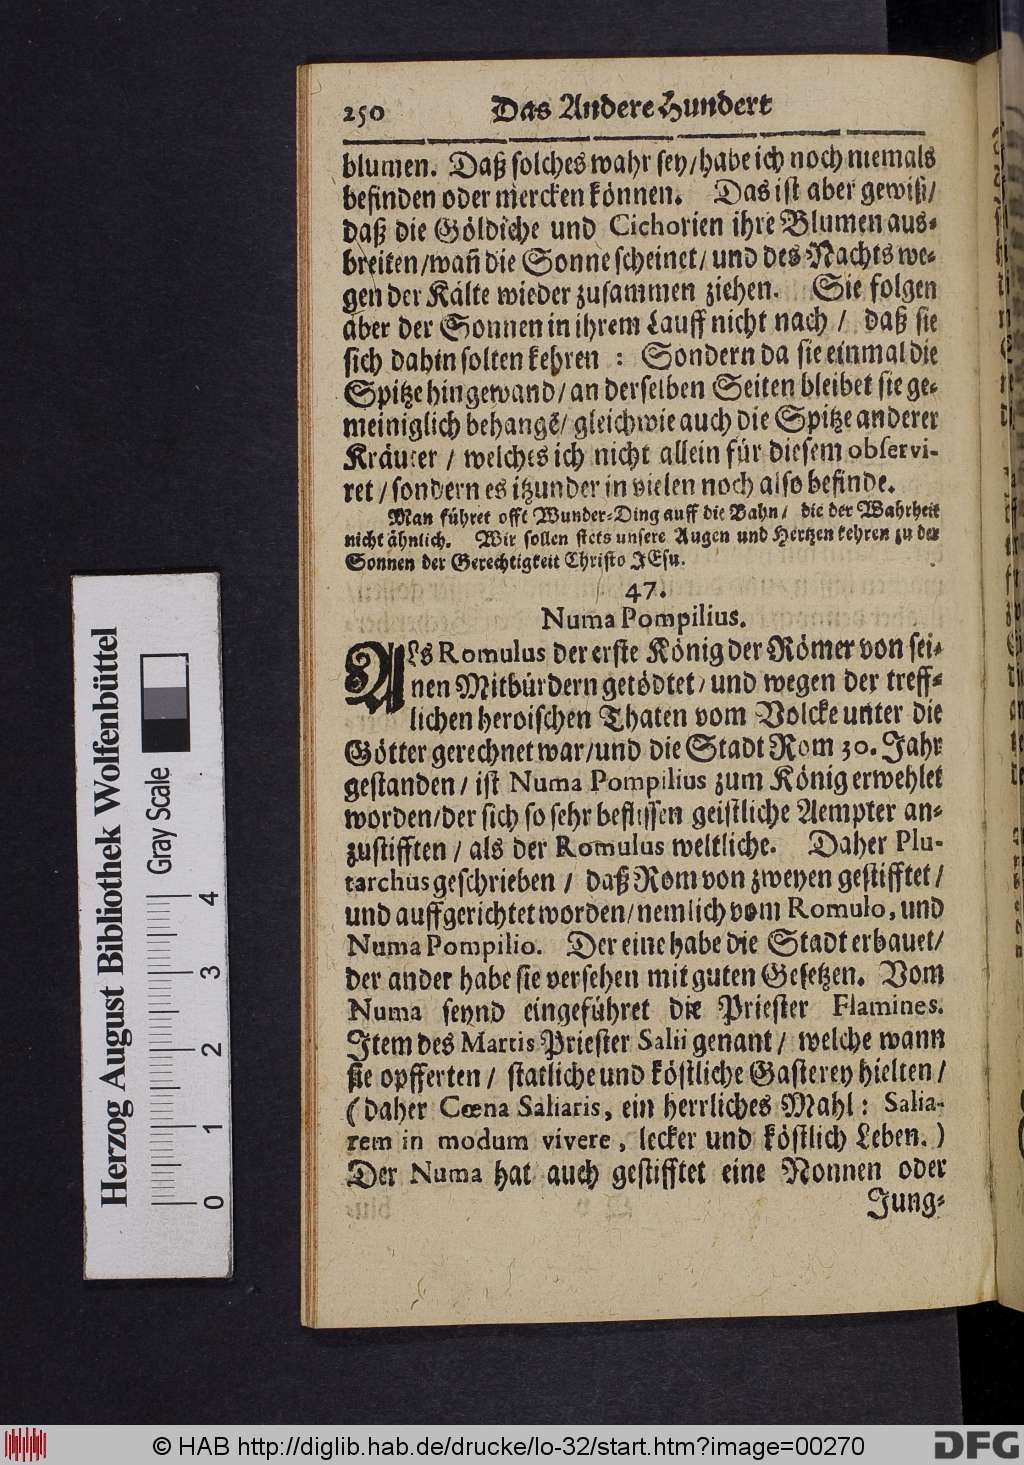 250 Das Andere Hundert
blumen. Daß solches wahr sey/habe ich noch niemals
befinden oder mercken können. Das ist aber gewiß/
daß die Göldiche und Cichorien ihre Blumen aus-
breiten/wañ die Sonne scheinet/und des Nachts we-
gen der Kälte wieder zusammen ziehen. Sie folgen
aber der Sonnen in ihrem Lauff nicht nach/ daß sie
sich dahin solten kehren: Sondern da sie einmal die
Spitze hingewand/an derselben Seiten bleibet sie ge-
meiniglich behangē/gleichwie auch die Spitze anderer
Kräuter/ welches ich nicht allein für diesem observi-
ret/sondern es itzunder in vielen noch also befinde.
Man führet offt Wunder-Ding auff die Bahn/ die der Wahrheit
nicht ähnlich. Wir sollen stets unsere Augen und Hertzen kehren zu der
Sonnen der Gerechtigkeit Christo JEsu.
47.
Numa Pompilius.
ALs Romulus der erste König der Römer von sei-
nen Mitbürdern getödtet/und wegen der treff-
lichen heroischen Thaten vom Volcke unter die
Götter gerechnet war/und die Stadt Rom 30. Jahr
gestanden/ist Numa Pompilius zum König erwehlet
worden/der sich so sehr beflissen geistliche Aempter an-
zustifften/als der Romulus weltliche. Daher Plu-
tarchus geschrieben/ daß Rom von zweyen gestifftet/
und auffgerichtet worden/nemlich vom Romulo, und
Numa Pompilio. Der eine habe die Stadt erbauet/
der ander habe sie versehen mit guten Gesetzen. Vom
Numa seynd eingeführet die Priester Flamines.
Item des Martis Priester Salii genant/ welche wann
sie opfferten/ statliche und köstliche Gasterey hielten/
(daher Cœna Saliaris, ein herrliches Mahl: Salia-
rem in modum vivere, lecker und köstlich Leben.)
Der Numa hat auch gestifftet eine Nonnen oder
Jung-
Herzog August Bibliothek Wolfenbüttel
Gray Scale
0 1 2 3 4
© HAB http://diglib.hab.de/drucke/lo-32/start.htm?image=00270
DFG